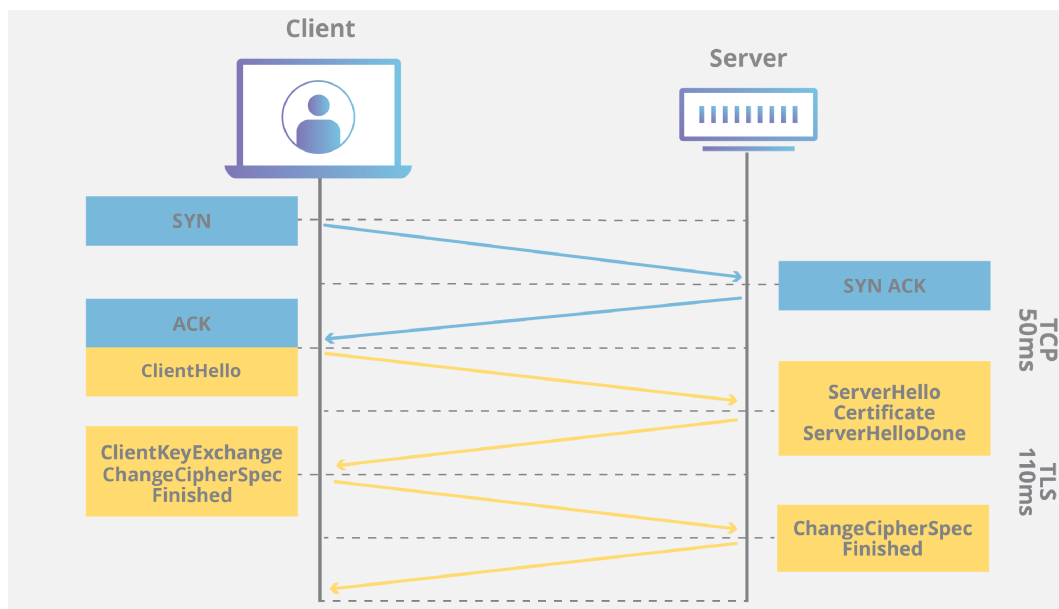 Client
Server
SYN
SYN ACK
ACK
ClientHello
TCP
50ms
ServerHello
Certificate
ServerHelloDone
ClientKeyExchange
ChangeCipherSpec
Finished
TLS
110ms
ChangeCipherSpec
Finished